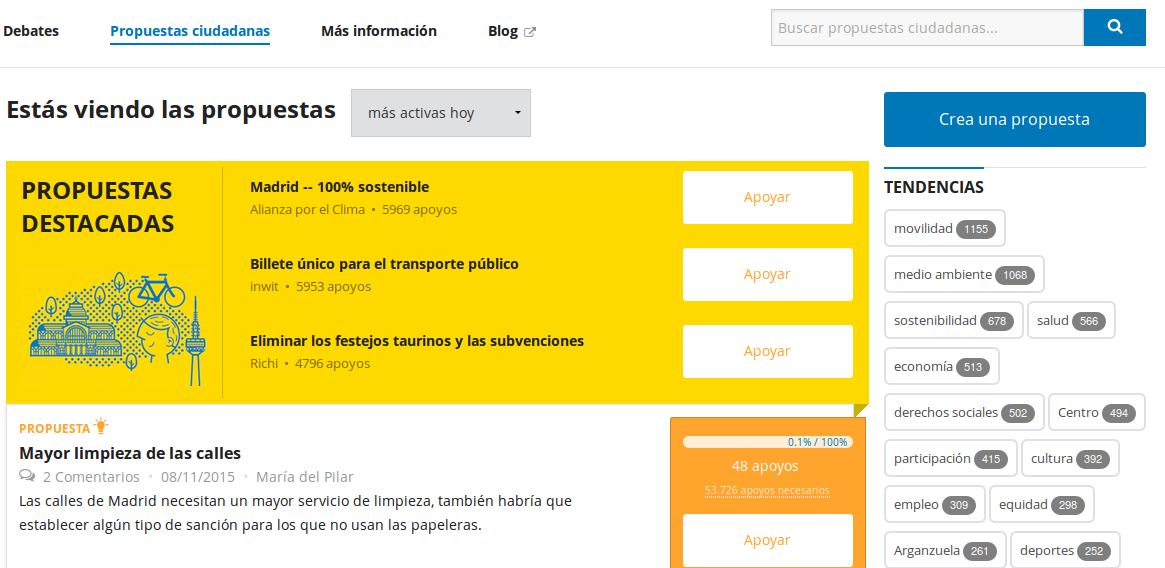 Debates
Propuestas ciudadanas
Más información
Blog
Buscar propuestas ciudadanas...
Estás viendo las propuestas
más activas hoy
Crea una propuesta
PROPUESTAS
DESTACADAS
Madrid -- 100% sostenible
Alianza por el Clima • 5969 apoyos
Apoyar
Billete único para el transporte público
inwit • 5953 apoyos
Apoyar
Eliminar los festejos taurinos y las subvenciones
Richi • 4796 apoyos
Apoyar
PROPUESTA
Mayor limpieza de las calles
2 Comentarios • 08/11/2015 • María del Pilar
Las calles de Madrid necesitan un mayor servicio de limpieza, también habría que
establecer algún tipo de sanción para los que no usan las papeleras.
0.1% / 100%
48 apoyos
53.726 apoyos necesarios
Apoyar
TENDENCIAS
movilidad 1155
medio ambiente 1068
sostenibilidad 678 salud 566
economía 513
derechos sociales 502 Centro 494
participación 415 cultura 392
empleo 309 equidad 298
Arganzuela 261 deportes 252